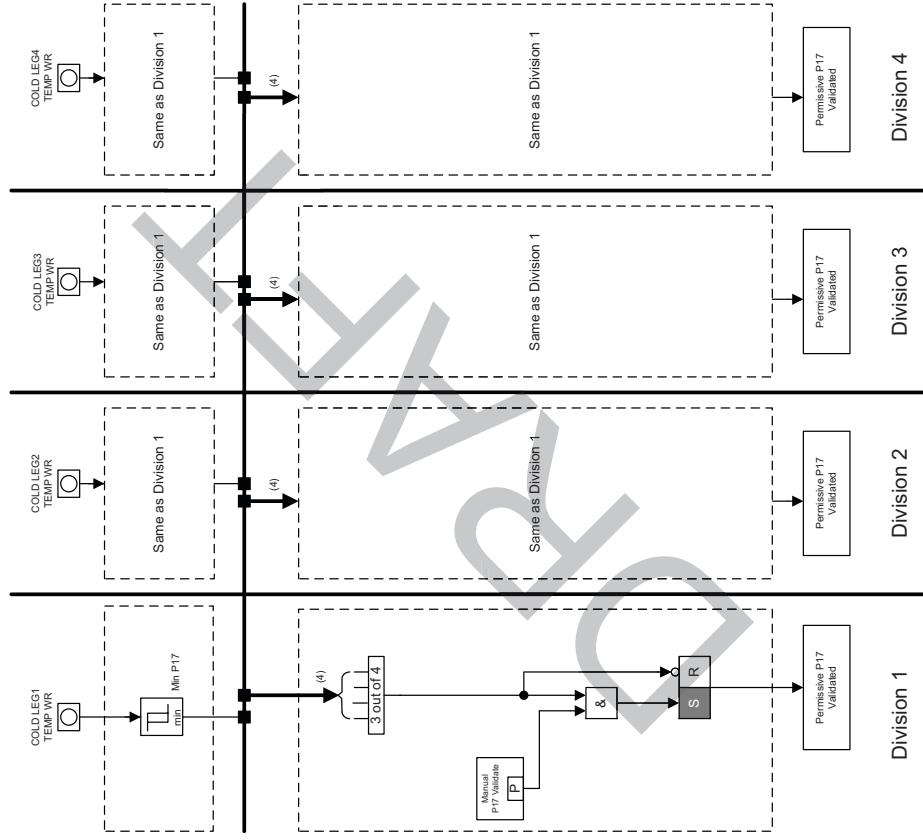 COLD LEG1
TEMP WR
Min P17
min
(4)
3 out of 4
Manual
P17 Validate
P
&
S
R
Permissive P17
Validated
Division 1
COLD LEG2
TEMP WR
Same as Division 1
(4)
Same as Division 1
Permissive P17
Validated
Division 2
COLD LEG3
TEMP WR
Same as Division 1
(4)
Same as Division 1
Permissive P17
Validated
Division 3
COLD LEG4
TEMP WR
Same as Division 1
(4)
Same as Division 1
Permissive P17
Validated
Division 4
DRAFT